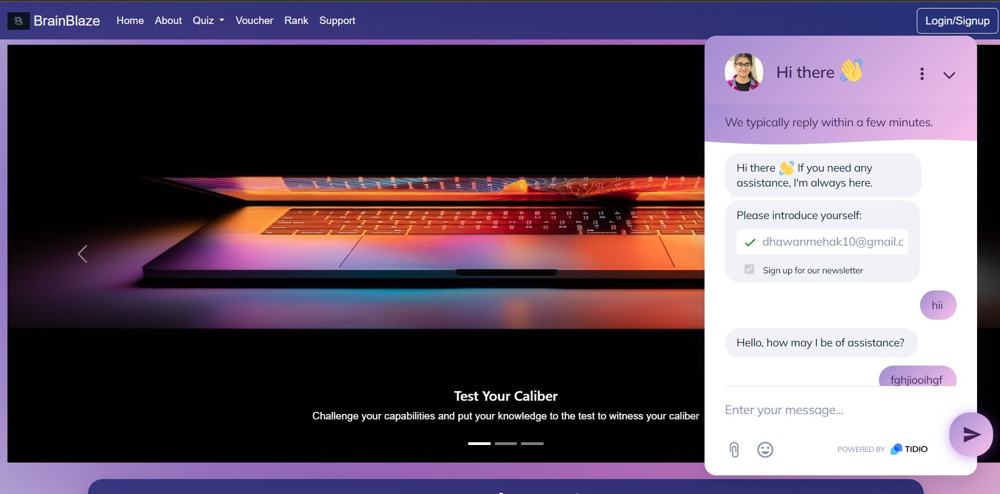 BrainBlaze
Home About Quiz Voucher Rank Support
Login/Signup
Hi there 👋
We typically reply within a few minutes.
Hi there 👋 If you need any
assistance, I'm always here.
Please introduce yourself:
dhawanmehak10@gmail.c
Sign up for our newsletter
hii
Hello, how may I be of assistance?
fghjiooihgf
Enter your message...
POWERED BY TIDIO
Test Your Caliber
Challenge your capabilities and put your knowledge to the test to witness your caliber